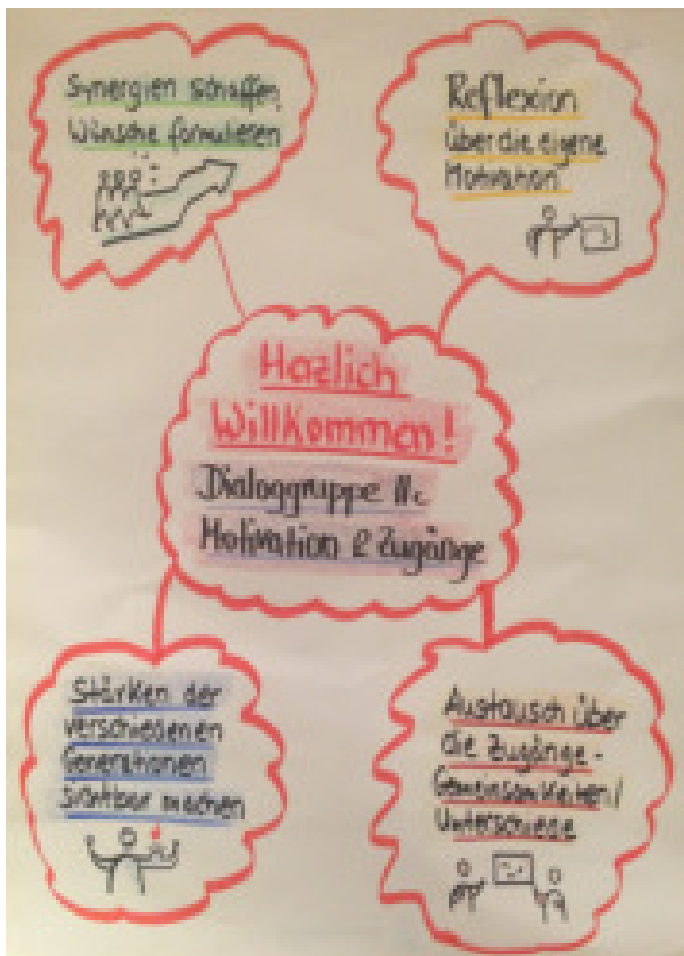 Synergien schaffen
Wünsche formulieren
Reflexion
über die eigene
Motivation
Herzlich
Willkommen!
Dialoggruppe
Motivation & Zugänge
Stärken der
verschiedenen
Generationen
sichtbar machen
Austausch über
die Zugänge -
Gemeinsamkeiten/
Unterschiede